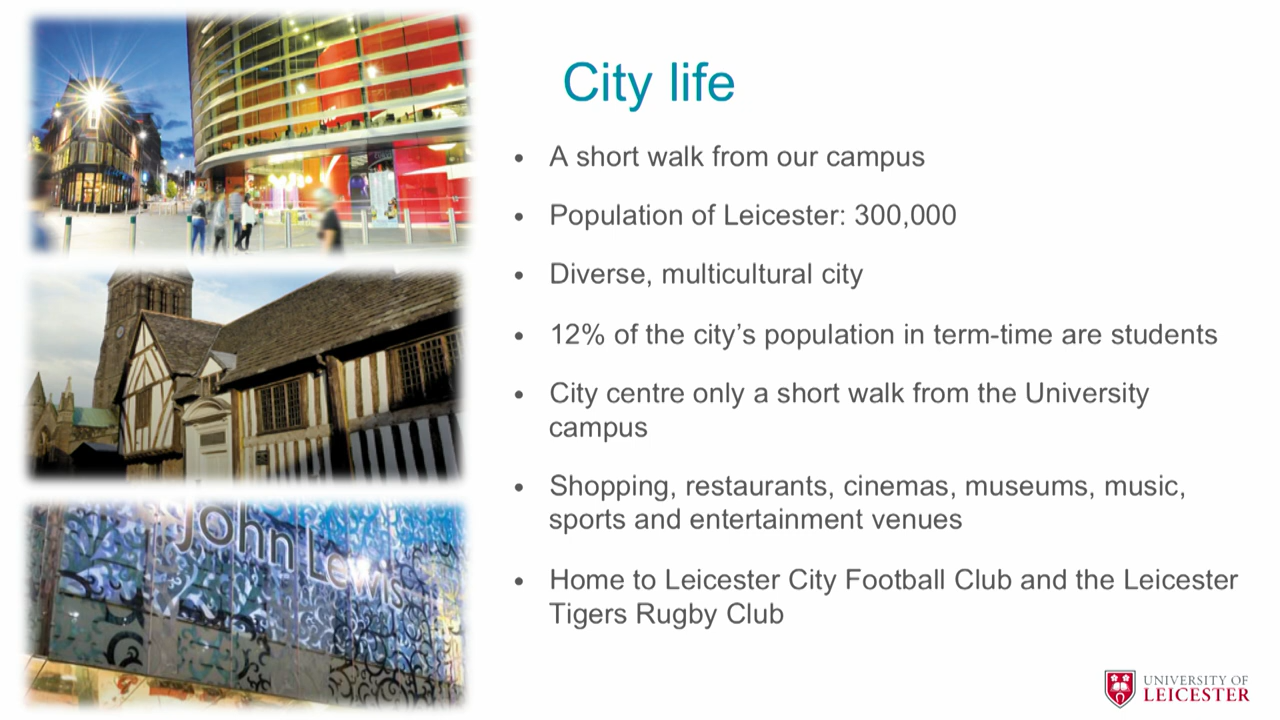 City life
• A short walk from our campus
• Population of Leicester: 300,000
• Diverse, multicultural city
• 12% of the city’s population in term-time are students
• City centre only a short walk from the University
campus
• Shopping, restaurants, cinemas, museums, music,
sports and entertainment venues
• Home to Leicester City Football Club and the Leicester
Tigers Rugby Club
John Lewis
UNIVERSITY OF
LEICESTER